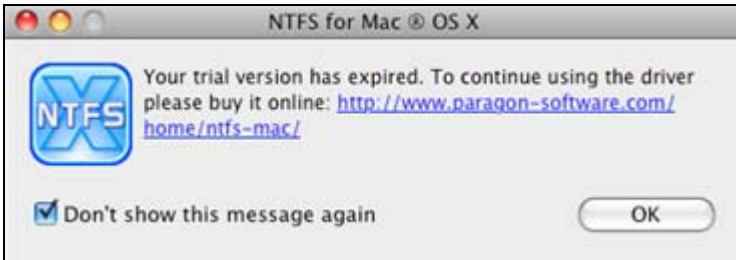 NTFS for Mac ® OS X
NTFS
Your trial version has expired. To continue using the driver
please buy it online: http://www.paragon-software.com/
home/ntfs-mac/
Don't show this message again
OK